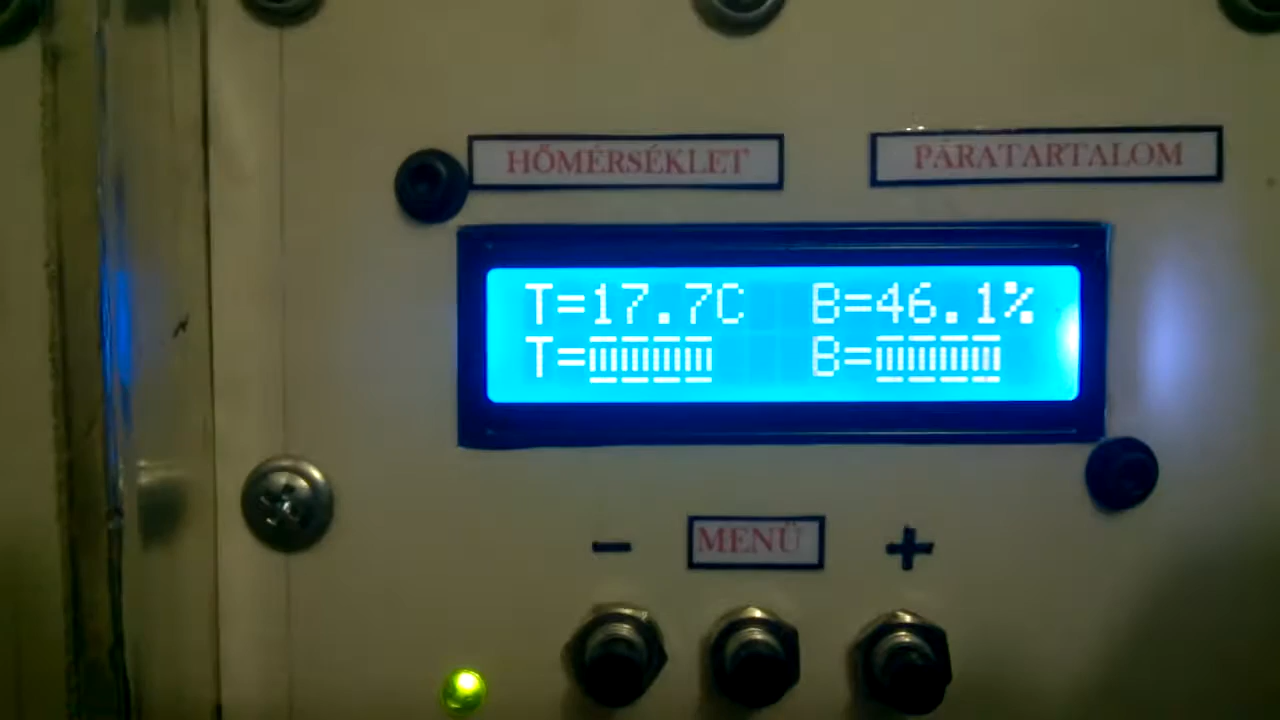 HŐMÉRSÉKLET PÁRATARTALOM
T=17.7C B=46.1%
T= B=
- MENÜ +